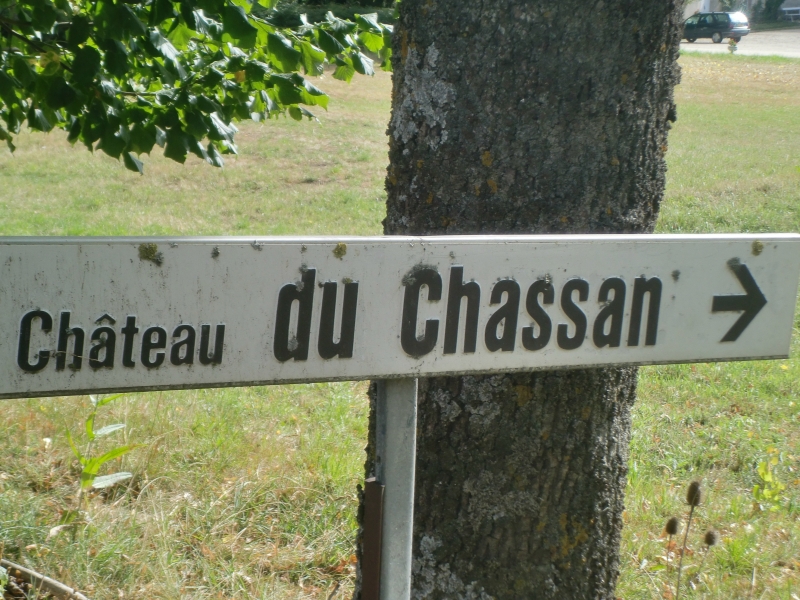 Château du Chassan →